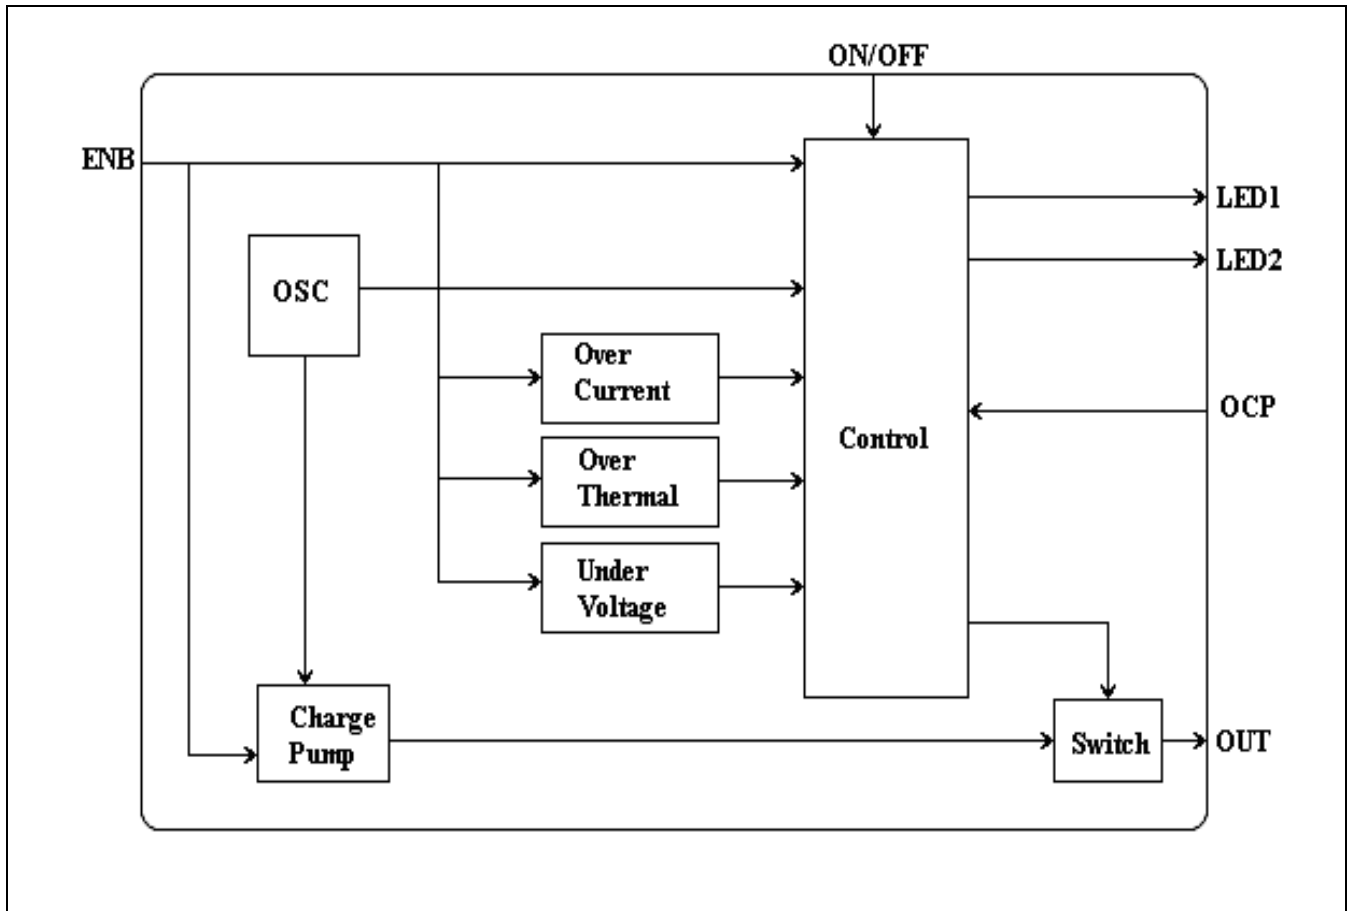 ON/OFF
ENB
LED1
LED2
OSC
Over
Current
OCP
Control
Over
Thermal
Under
Voltage
Charge
Pump
Switch
OUT